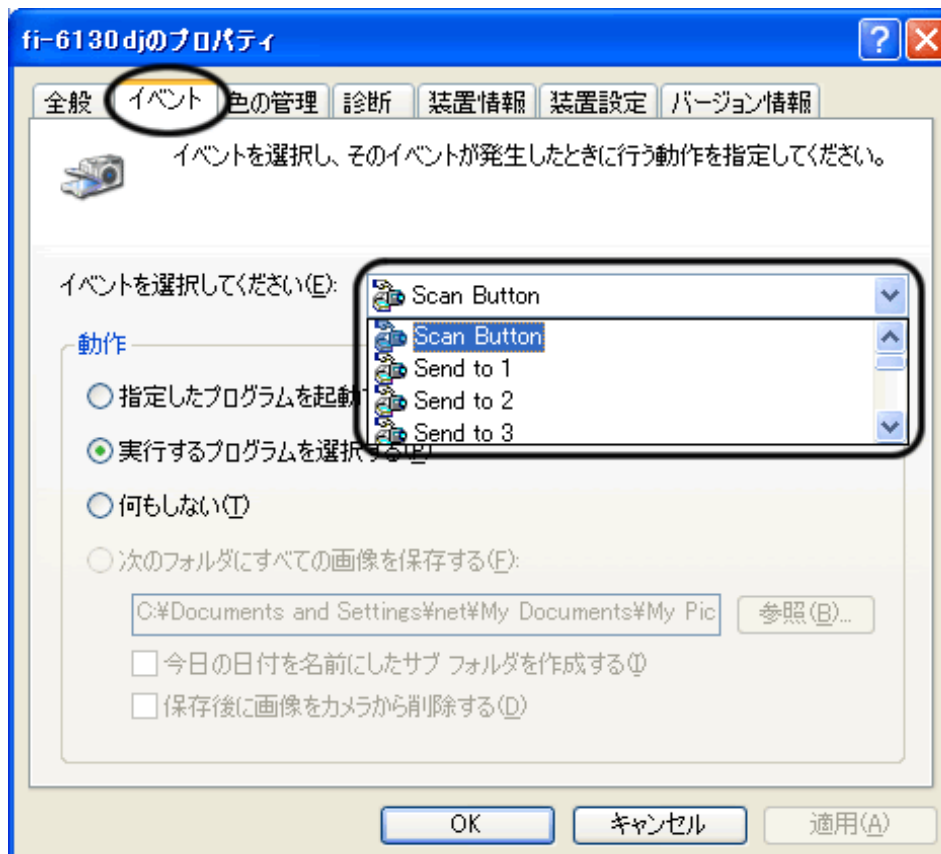 fi-6130djのプロパティ
全般 イベント 色の管理 診断 装置情報 装置設定 バージョン情報
イベントを選択し、そのイベントが発生したときに行う動作を指定してください。
イベントを選択してください(E): Scan Button
Scan Button
Send to 1
Send to 2
Send to 3
動作
指定したプログラムを起動
実行するプログラムを選択する(P)
何もしない(T)
次のフォルダにすべての画像を保存する(F):
C:¥Documents and Settings¥net¥My Documents¥My Pic 参照(B)...
今日の日付を名前にしたサブ フォルダを作成する(I)
保存後に画像をカメラから削除する(D)
OK キャンセル 適用(A)